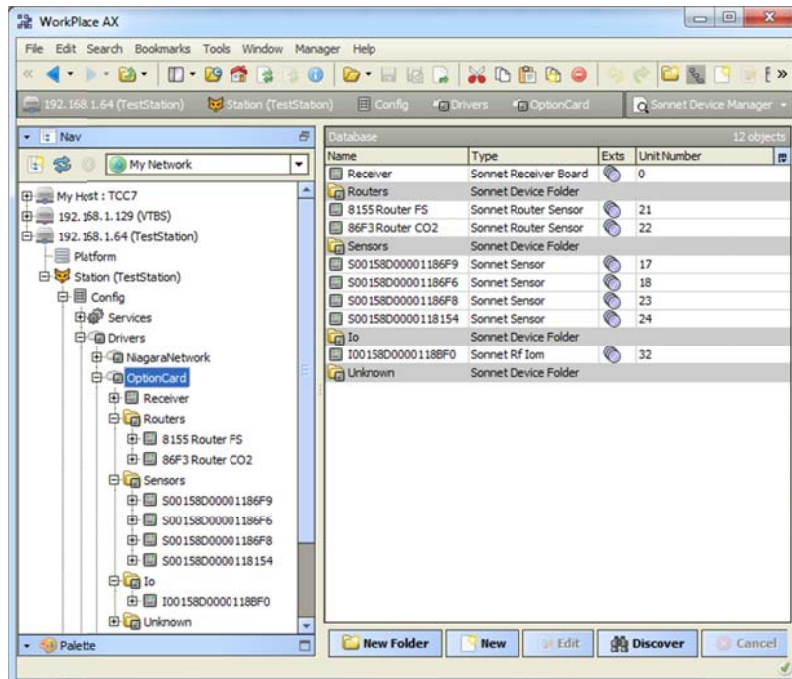 WorkPlace AX
File Edit Search Bookmarks Tools Window Manager Help
192.168.1.64 (TestStation) Station (TestStation) Config Drivers OptionCard Sonnet Device Manager
Nav
My Network
My Host : TCC7
192.168.1.129 (VTBS)
192.168.1.64 (TestStation)
Platform
Station (TestStation)
Config
Services
Drivers
NiagaraNetwork
OptionCard
Receiver
Routers
8155 Router FS
86F3 Router CO2
Sensors
S00158D00001186F9
S00158D00001186F6
S00158D00001186F8
S00158D0000118154
Io
I00158D0000118BF0
Unknown
Palette
Database 12 objects
Name Type Exts Unit Number
Receiver Sonnet Receiver Board 0
Routers Sonnet Device Folder
8155 Router FS Sonnet Router Sensor 21
86F3 Router CO2 Sonnet Router Sensor 22
Sensors Sonnet Device Folder
S00158D00001186F9 Sonnet Sensor 17
S00158D00001186F6 Sonnet Sensor 18
S00158D00001186F8 Sonnet Sensor 23
S00158D0000118154 Sonnet Sensor 24
Io Sonnet Device Folder
I00158D0000118BF0 Sonnet Rf Iom 32
Unknown Sonnet Device Folder
New Folder New Edit Discover Cancel